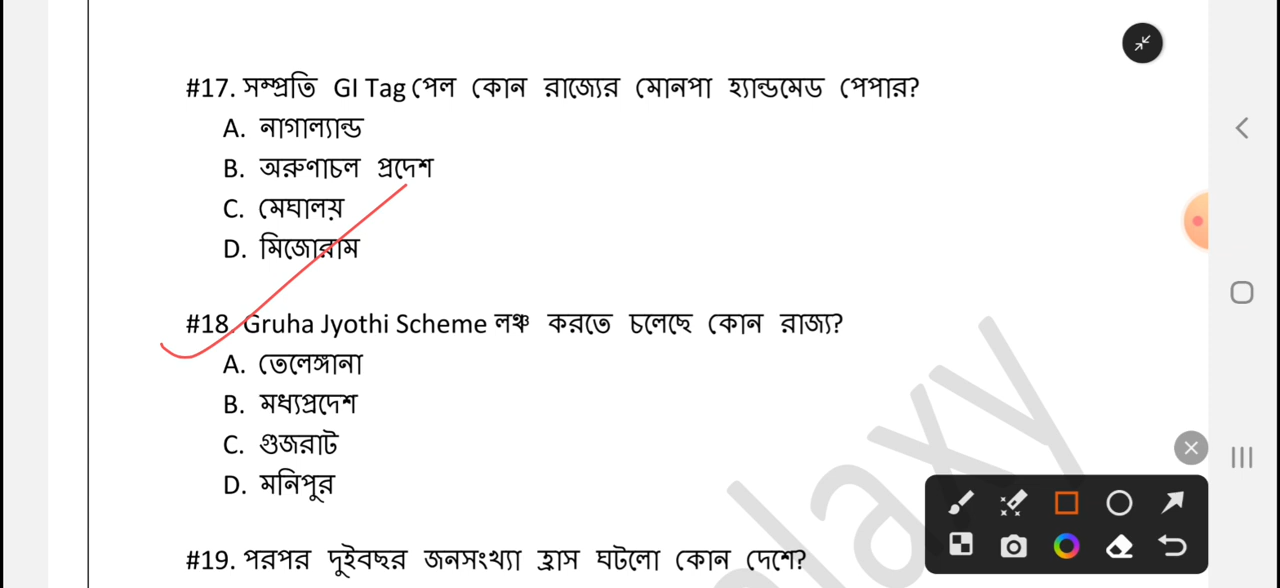 #17. সম্প্রতি GI Tag পেল কোন রাজ্যের মোনপা হ্যান্ডমেড পেপার?
A. নাগাল্যান্ড
B. অরুণাচল প্রদেশ
C. মেঘালয়
D. মিজোরাম
#18. Gruha Jyothi Scheme লঞ্চ করতে চলেছে কোন রাজ্য?
A. তেলেঙ্গানা
B. মধ্যপ্রদেশ
C. গুজরাট
D. মনিপুর
#19. পরপর দুইবছর জনসংখ্যা হ্রাস ঘটলো কোন দেশে?
laxy